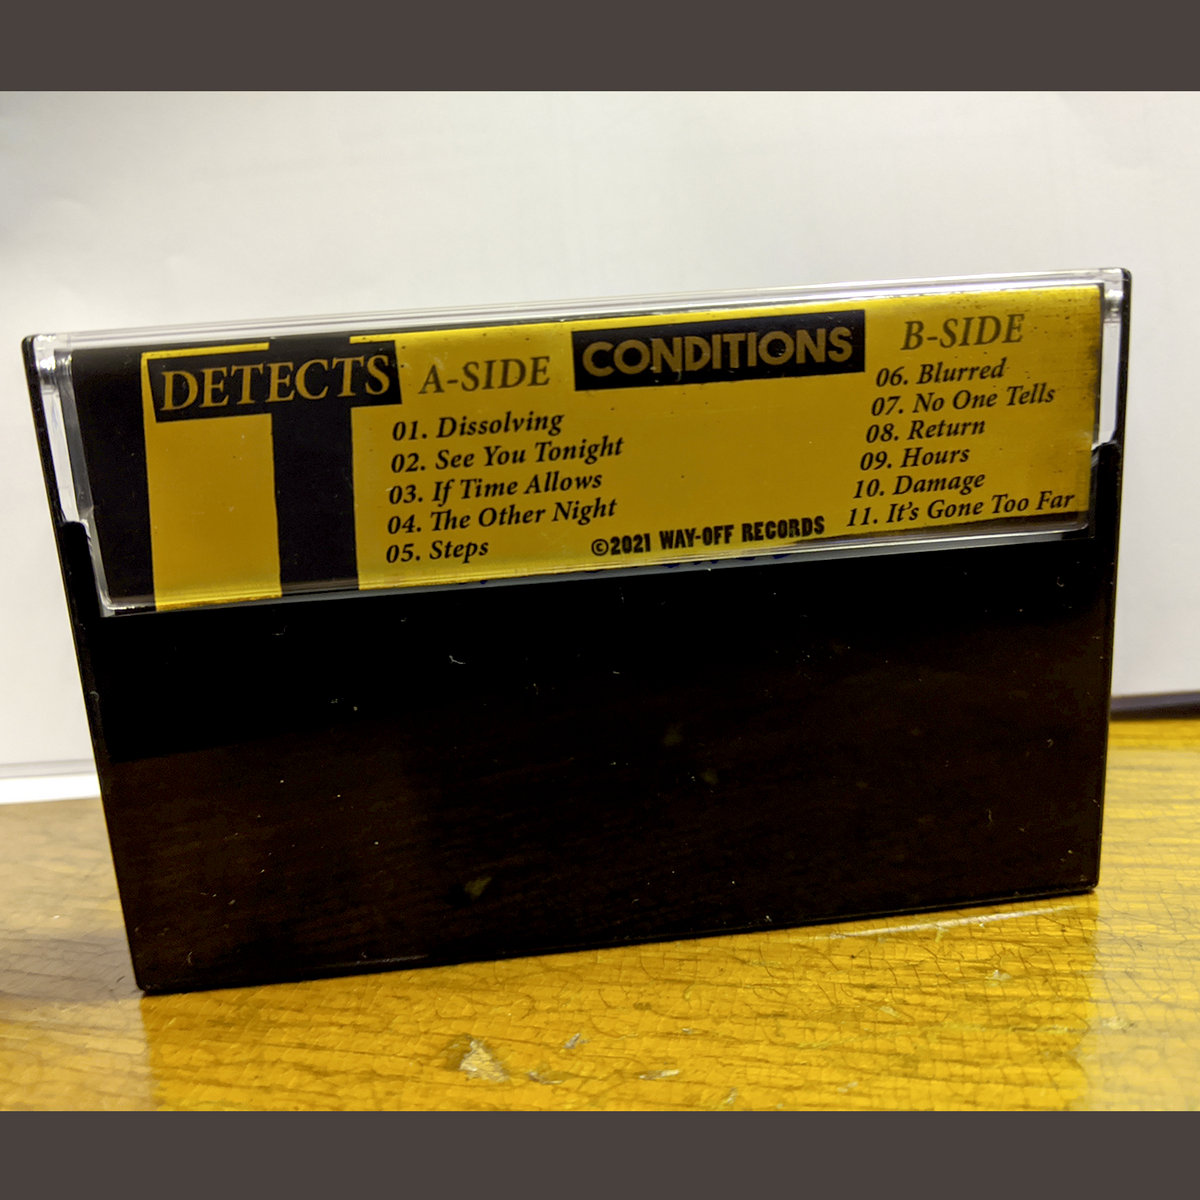 DETECTS
A-SIDE
01. Dissolving
02. See You Tonight
03. If Time Allows
04. The Other Night
05. Steps
CONDITIONS
©2021 WAY-OFF RECORDS
B-SIDE
06. Blurred
07. No One Tells
08. Return
09. Hours
10. Damage
11. It's Gone Too Far